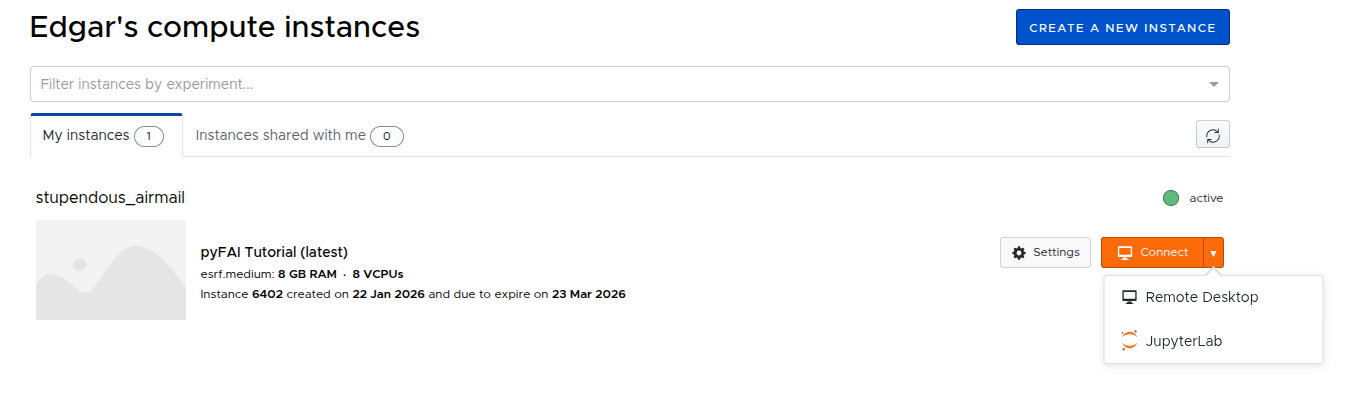 Edgar's compute instances
CREATE A NEW INSTANCE
Filter instances by experiment...
My instances 1
Instances shared with me 0
stupendous_airmail
active
pyFAI Tutorial (latest)
esrf.medium: 8 GB RAM · 8 VCPUs
Instance 6402 created on 22 Jan 2026 and due to expire on 23 Mar 2026
Settings
Connect
Remote Desktop
JupyterLab